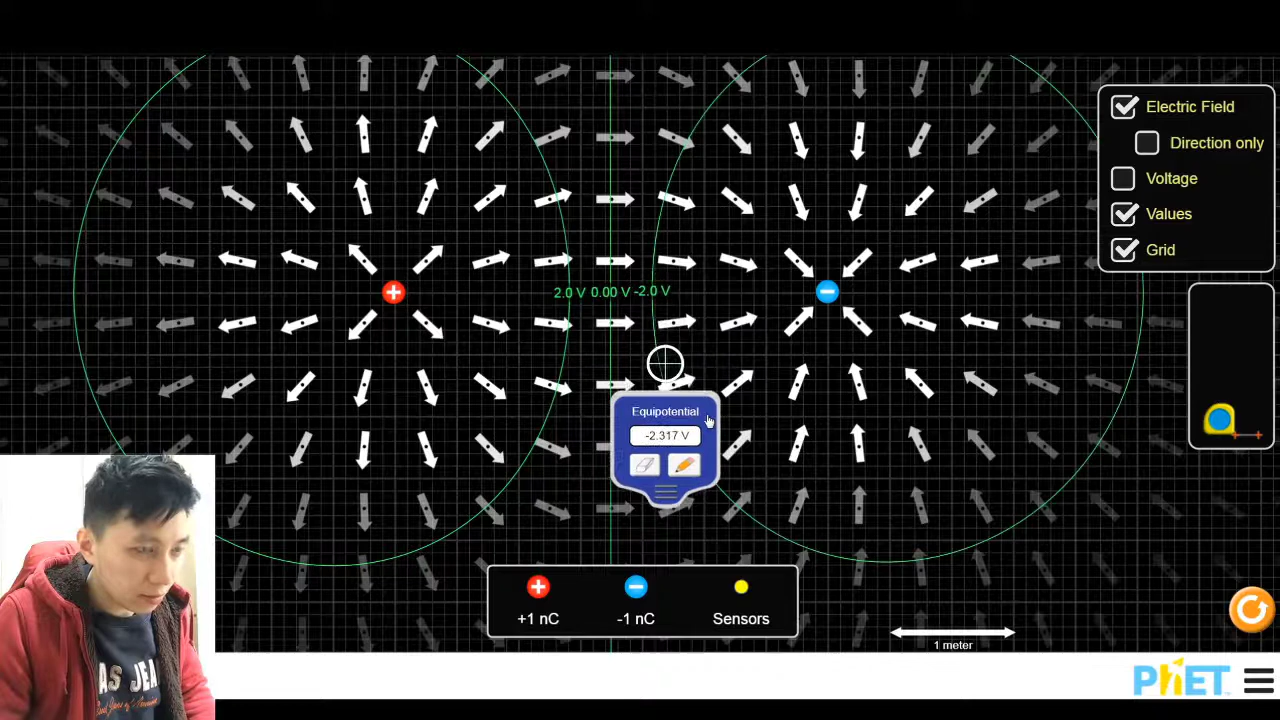 Electric Field
Direction only
Voltage
Values
Grid
2.0 V 0.00 V -2.0 V
Equipotential
-2.317 V
+1 nC
-1 nC
Sensors
1 meter
AS JEA
PhET